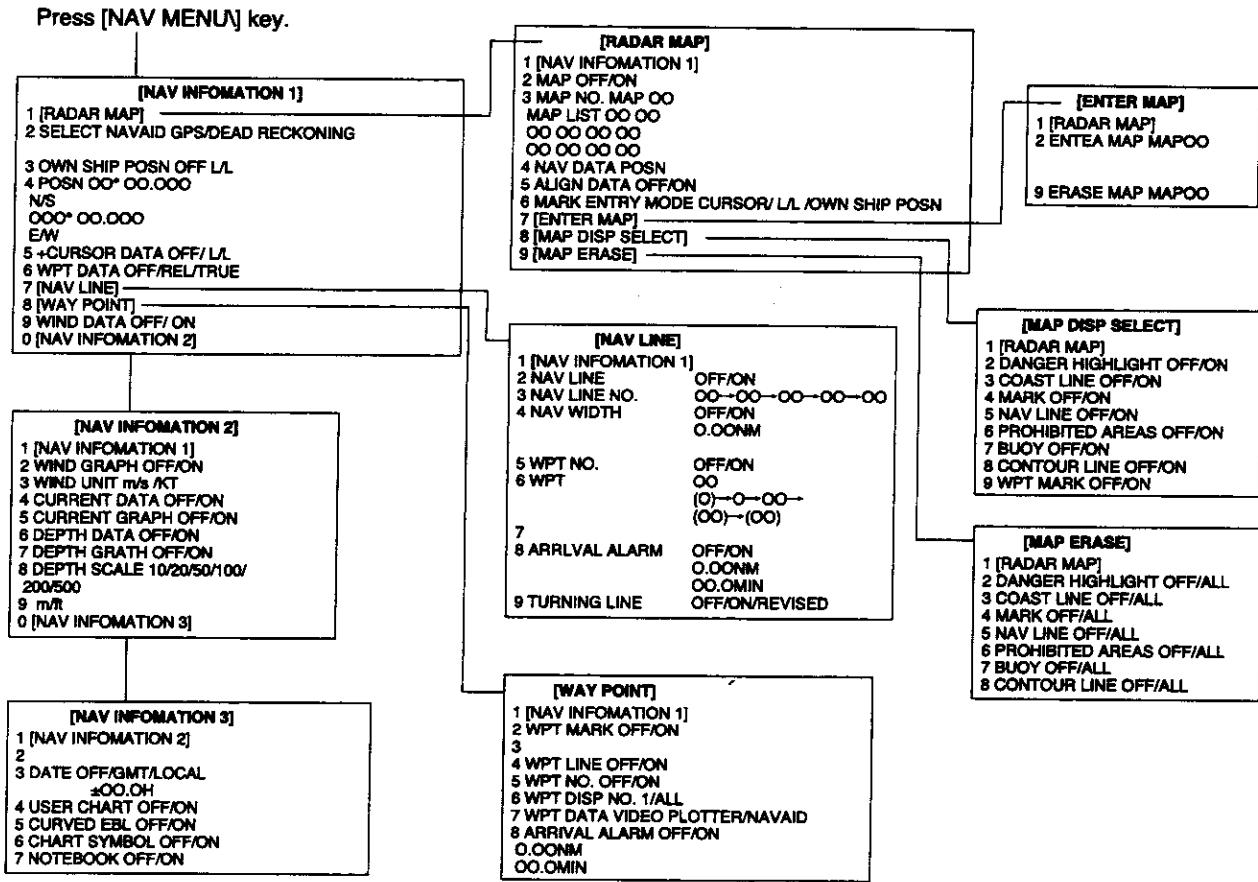 Press [NAV MENU\] key.
[NAV INFOMATION 1]
1 [RADAR MAP]
2 SELECT NAVAID GPS/DEAD RECKONING
3 OWN SHIP POSN OFF L/L
4 POSN OO° OO.OOO
N/S
OOO° OO.OOO
E/W
5 +CURSOR DATA OFF/ L/L
6 WPT DATA OFF/REL/TRUE
7 [NAV LINE]
8 [WAY POINT]
9 WIND DATA OFF/ ON
0 [NAV INFOMATION 2]
[NAV INFOMATION 2]
1 [NAV INFOMATION 1]
2 WIND GRAPH OFF/ON
3 WIND UNIT m/s /KT
4 CURRENT DATA OFF/ON
5 CURRENT GRAPH OFF/ON
6 DEPTH DATA OFF/ON
7 DEPTH GRATH OFF/ON
8 DEPTH SCALE 10/20/50/100/
200/500
9 m/ft
0 [NAV INFOMATION 3]
[NAV INFOMATION 3]
1 [NAV INFOMATION 2]
2
3 DATE OFF/GMT/LOCAL
±OO.OH
4 USER CHART OFF/ON
5 CURVED EBL OFF/ON
6 CHART SYMBOL OFF/ON
7 NOTEBOOK OFF/ON
[RADAR MAP]
1 [NAV INFOMATION 1]
2 MAP OFF/ON
3 MAP NO. MAP OO
MAP LIST OO OO
OO OO OO OO
OO OO OO OO
4 NAV DATA POSN
5 ALIGN DATA OFF/ON
6 MARK ENTRY MODE CURSOR/ L/L /OWN SHIP POSN
7 [ENTER MAP]
8 [MAP DISP SELECT]
9 [MAP ERASE]
[NAV LINE]
1 [NAV INFOMATION 1]
2 NAV LINE OFF/ON
3 NAV LINE NO. OO→OO→OO→OO→OO
4 NAV WIDTH OFF/ON
O.OONM
5 WPT NO. OFF/ON
6 WPT OO
(O)→O→OO→
(OO)→(OO)
7
8 ARRLVAL ALARM OFF/ON
O.OONM
OO.OMIN
9 TURNING LINE OFF/ON/REVISED
[WAY POINT]
1 [NAV INFOMATION 1]
2 WPT MARK OFF/ON
3
4 WPT LINE OFF/ON
5 WPT NO. OFF/ON
6 WPT DISP NO. 1/ALL
7 WPT DATA VIDEO PLOTTER/NAVAID
8 ARRIVAL ALARM OFF/ON
O.OONM
OO.OMIN
[ENTER MAP]
1 [RADAR MAP]
2 ENTEA MAP MAPOO
9 ERASE MAP MAPOO
[MAP DISP SELECT]
1 [RADAR MAP]
2 DANGER HIGHLIGHT OFF/ON
3 COAST LINE OFF/ON
4 MARK OFF/ON
5 NAV LINE OFF/ON
6 PROHIBITED AREAS OFF/ON
7 BUOY OFF/ON
8 CONTOUR LINE OFF/ON
9 WPT MARK OFF/ON
[MAP ERASE]
1 [RADAR MAP]
2 DANGER HIGHLIGHT OFF/ALL
3 COAST LINE OFF/ALL
4 MARK OFF/ALL
5 NAV LINE OFF/ALL
6 PROHIBITED AREAS OFF/ALL
7 BUOY OFF/ALL
8 CONTOUR LINE OFF/ALL